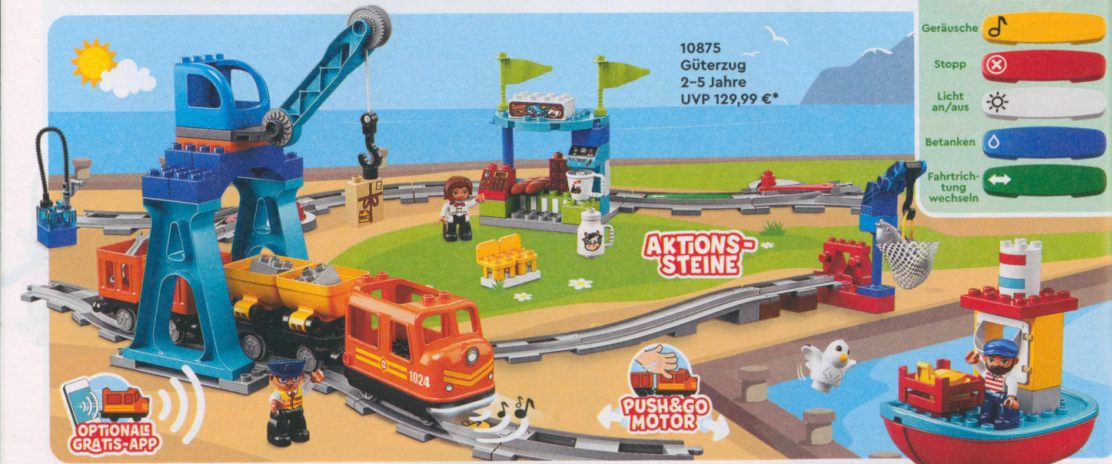 10875
Güterzug
2–5 Jahre
UVP 129,99 €*
Geräusche
Stopp
Licht
an/aus
Betanken
Fahrtrich-
tung
wechseln
AKTIONS-
STEINE
1024
OPTIONALE
GRATIS-APP
PUSH&GO
MOTOR